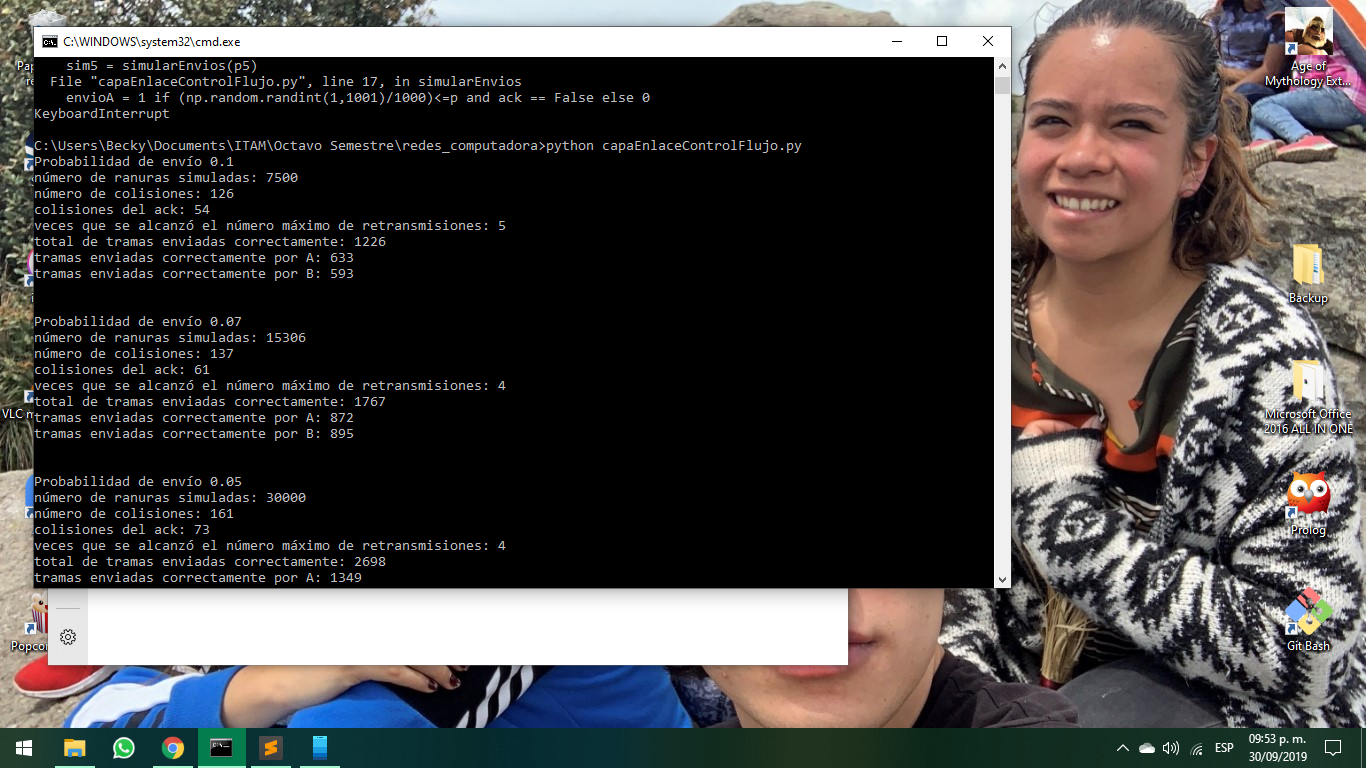 C:\WINDOWS\system32\cmd.exe
sim5 = simularEnvios(p5)
File "capaEnlaceControlFlujo.py", line 17, in simularEnvios
envioA = 1 if (np.random.randint(1,1001)/1000)<=p and ack == False else 0
KeyboardInterrupt
C:\Users\Becky\Documents\ITAM\Octavo Semestre\redes_computadora>python capaEnlaceControlFlujo.py
Probabilidad de envío 0.1
número de ranuras simuladas: 7500
número de colisiones: 126
colisiones del ack: 54
veces que se alcanzó el número máximo de retransmisiones: 5
total de tramas enviadas correctamente: 1226
tramas enviadas correctamente por A: 633
tramas enviadas correctamente por B: 593
Probabilidad de envío 0.07
número de ranuras simuladas: 15306
número de colisiones: 137
colisiones del ack: 61
veces que se alcanzó el número máximo de retransmisiones: 4
total de tramas enviadas correctamente: 1767
tramas enviadas correctamente por A: 872
tramas enviadas correctamente por B: 895
Probabilidad de envío 0.05
número de ranuras simuladas: 30000
número de colisiones: 161
colisiones del ack: 73
veces que se alcanzó el número máximo de retransmisiones: 4
total de tramas enviadas correctamente: 2698
tramas enviadas correctamente por A: 1349
Age of
Mythology Ext...
Backup
Microsoft Office
2016 ALL IN ONE
Prolog
Git Bash
VLC
ESP
09:53 p. m.
30/09/2019